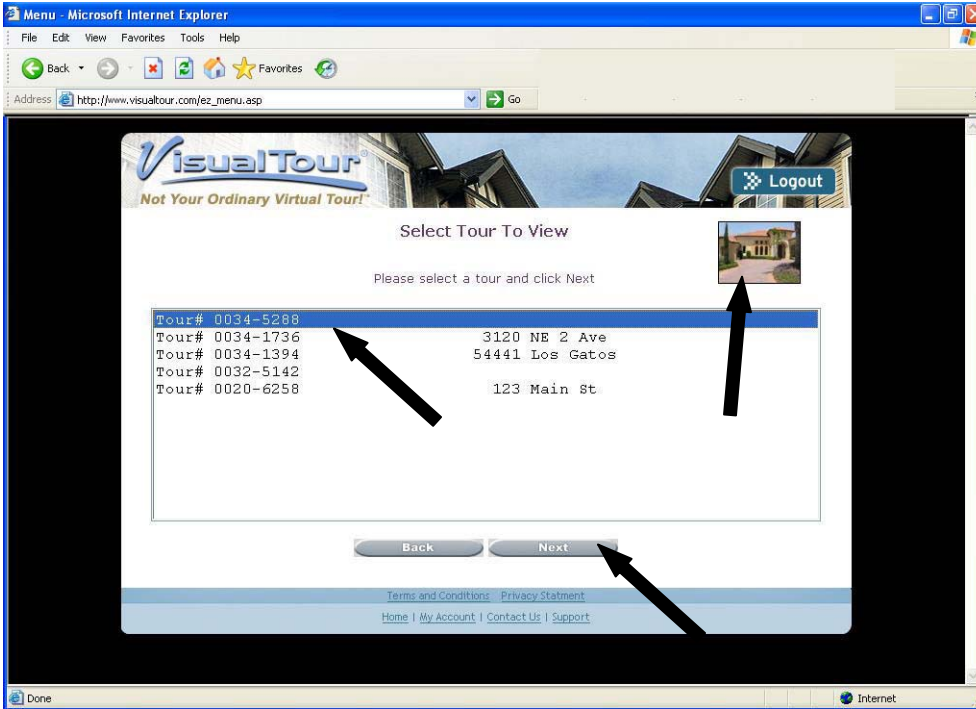 Menu - Microsoft Internet Explorer
File Edit View Favorites Tools Help
Back Favorites
Address http://www.visualtour.com/ez_menu.asp Go
VisualTour®
Not Your Ordinary Virtual Tour!
Logout
Select Tour To View
Please select a tour and click Next
Tour# 0034-5288
Tour# 0034-1736 3120 NE 2 Ave
Tour# 0034-1394 54441 Los Gatos
Tour# 0032-5142
Tour# 0020-6258 123 Main St
Back Next
Terms and Conditions Privacy Statment
Home | My Account | Contact Us | Support
Done Internet